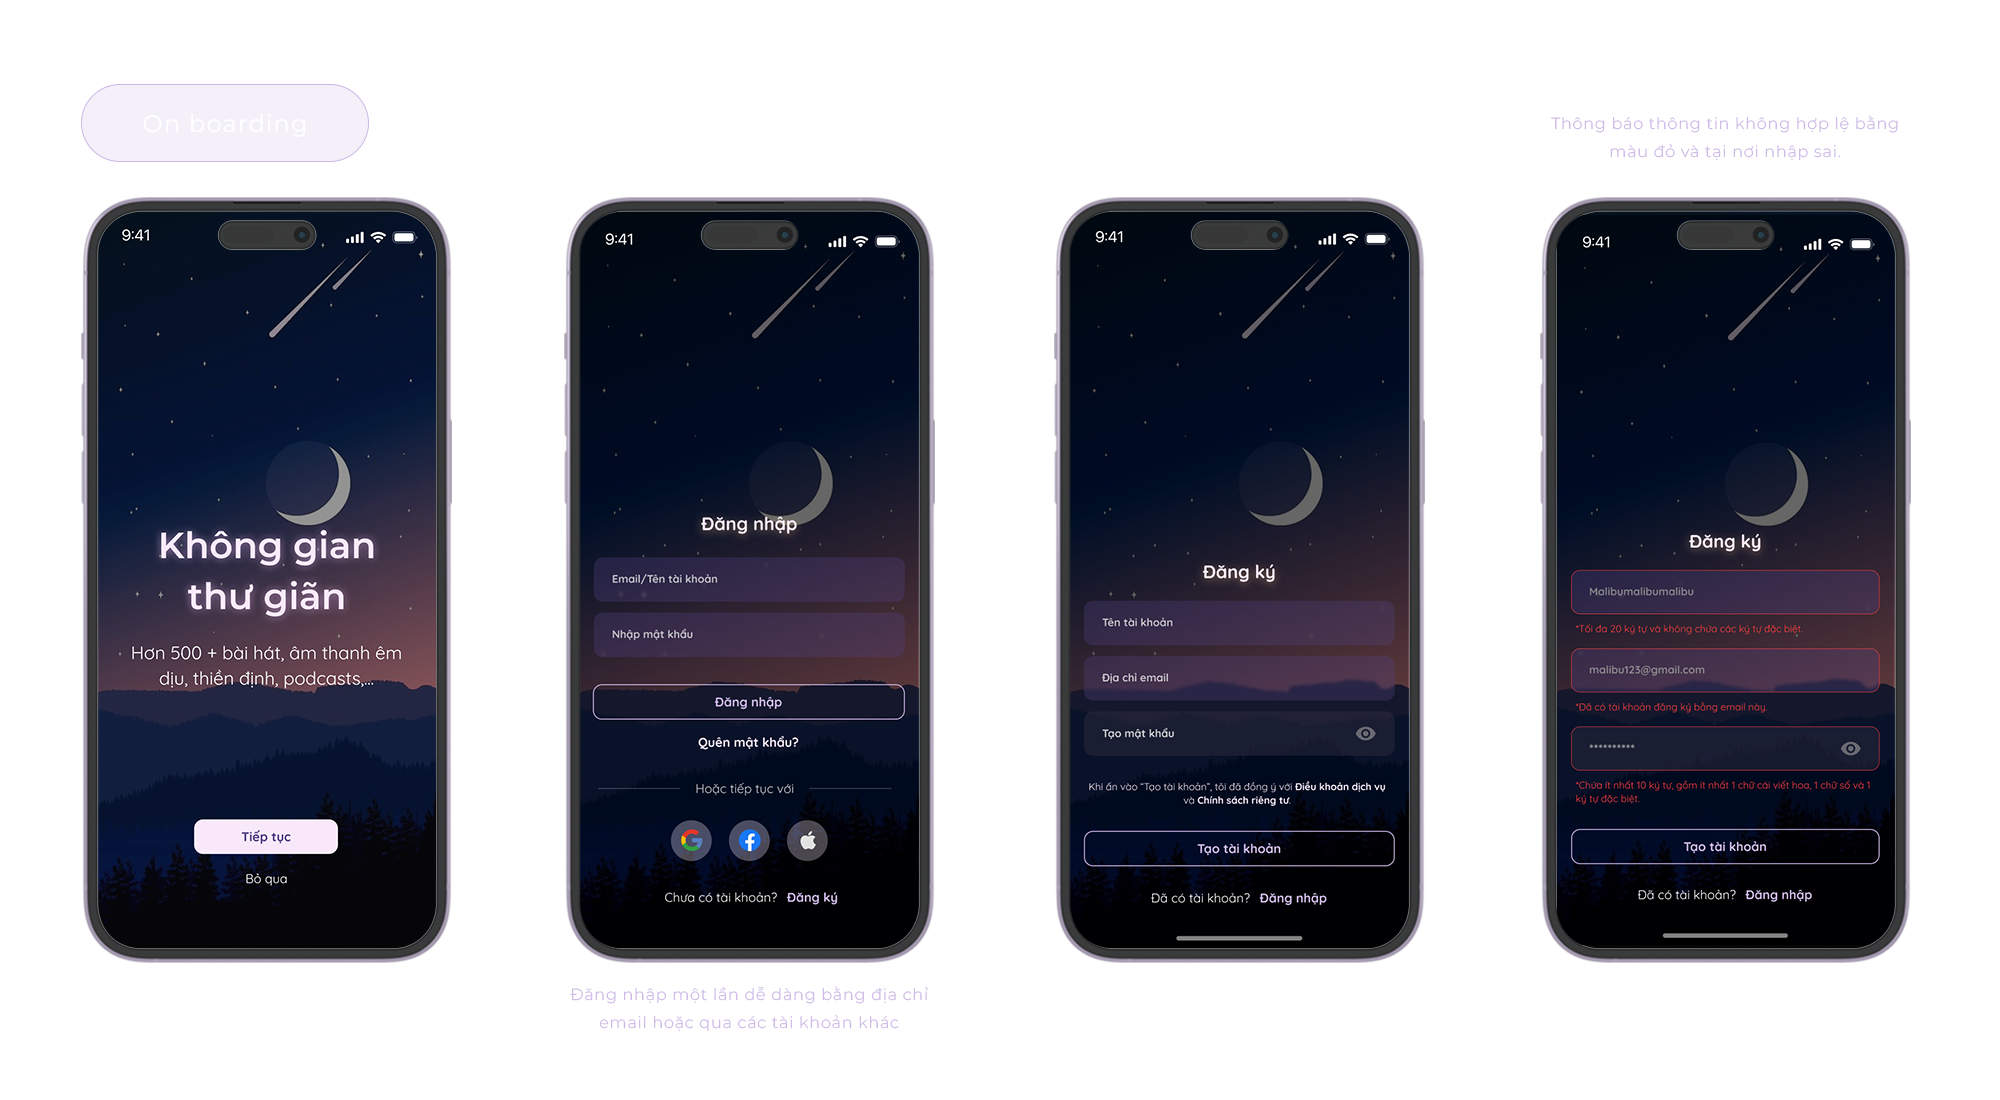 On boarding
9:41
Không gian
thư giãn
Hơn 500 + bài hát, âm thanh êm
dịu, thiền định, podcasts,...
Tiếp tục
Bỏ qua
9:41
Đăng nhập
Email/Tên tài khoản
Nhập mật khẩu
Đăng nhập
Quên mật khẩu?
Hoặc tiếp tục với
Chưa có tài khoản? Đăng ký
Đăng nhập một lần dễ dàng bằng địa chỉ
email hoặc qua các tài khoản khác
9:41
Đăng ký
Tên tài khoản
Địa chỉ email
Tạo mật khẩu
Khi ấn vào “Tạo tài khoản”, tôi đã đồng ý với Điều khoản dịch vụ
và Chính sách riêng tư.
Tạo tài khoản
Đã có tài khoản? Đăng nhập
Thông báo thông tin không hợp lệ bằng
màu đỏ và tại nơi nhập sai.
9:41
Đăng ký
Malibumalibumalibu
*Tối đa 20 ký tự và không chứa các ký tự đặc biệt.
malibu123@gmail.com
*Đã có tài khoản đăng ký bằng email này.
**********
*Chứa ít nhất 10 ký tự, gồm ít nhất 1 chữ cái viết hoa, 1 chữ số và 1
ký tự đặc biệt.
Tạo tài khoản
Đã có tài khoản? Đăng nhập